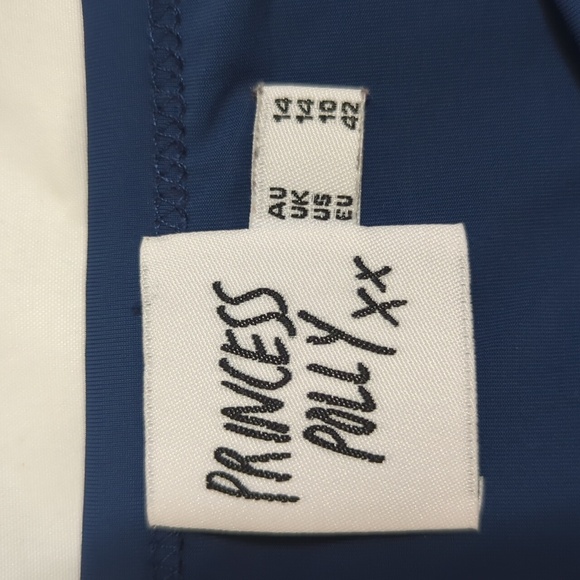 AU 14
UK 14
US 10
EU 42
PRINCESS
POLLY xx